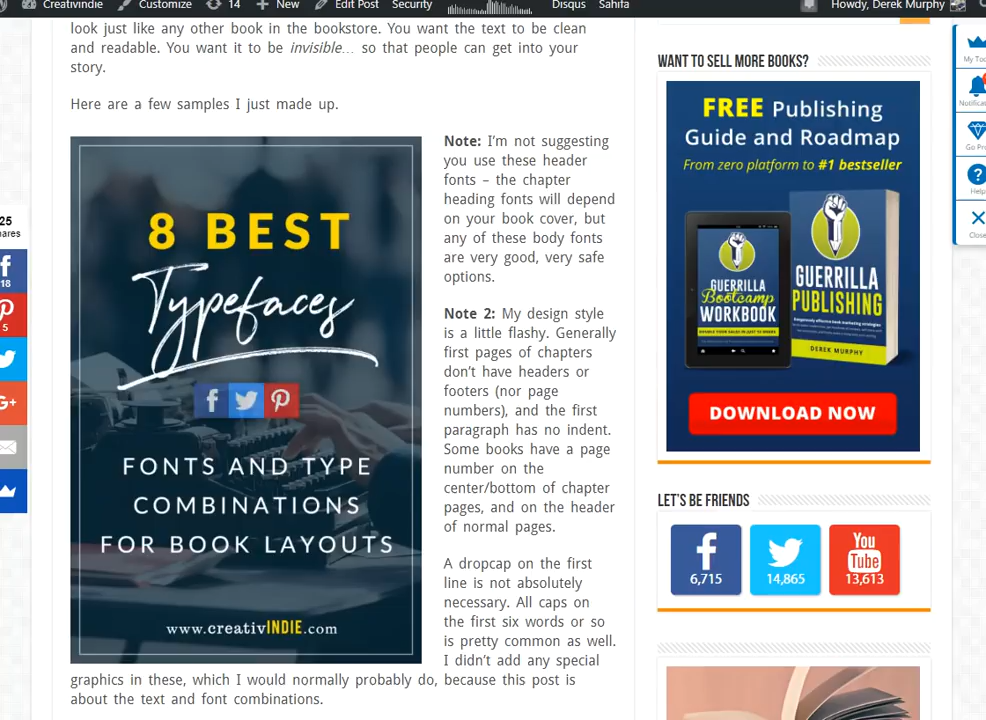 Creativindie Customize 14 New Edit Post Security Disqus Sahifa Howdy, Derek Murphy
look just like any other book in the bookstore. You want the text to be clean
and readable. You want it to be invisible… so that people can get into your
story.
Here are a few samples I just made up.
8 BEST
Typefaces
FONTS AND TYPE
COMBINATIONS
FOR BOOK LAYOUTS
www.creativINDIE.com
Note: I'm not suggesting
you use these header
fonts – the chapter
heading fonts will depend
on your book cover, but
any of these body fonts
are very good, very safe
options.
Note 2: My design style
is a little flashy. Generally
first pages of chapters
don't have headers or
footers (nor page
numbers), and the first
paragraph has no indent.
Some books have a page
number on the
center/bottom of chapter
pages, and on the header
of normal pages.
A dropcap on the first
line is not absolutely
necessary. All caps on
the first six words or so
is pretty common as well.
I didn't add any special
graphics in these, which I would normally probably do, because this post is
about the text and font combinations.
25
hares
18
5
G+
WANT TO SELL MORE BOOKS?
FREE Publishing
Guide and Roadmap
From zero platform to #1 bestseller
GUERRILLA
Bootcamp
WORKBOOK
GUERRILLA
PUBLISHING
DEREK MURPHY
DOWNLOAD NOW
LET'S BE FRIENDS
6,715
14,865
You
Tube
13,613
My Too
Notificat
Go Pr
Help
Close